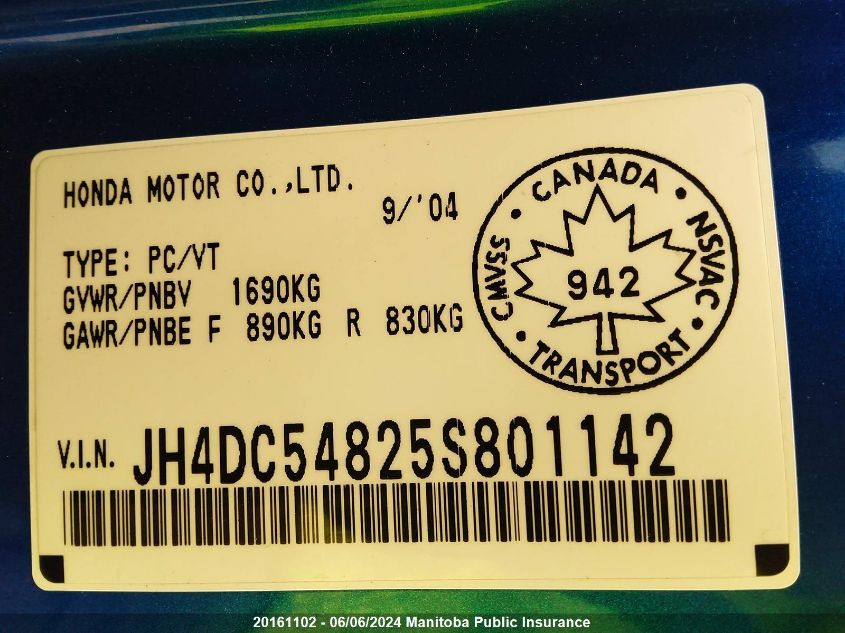 HONDA MOTOR CO.,LTD.
9/'04
TYPE: PC/VT
GVWR/PNBV 1690KG
GAWR/PNBE F 890KG R 830KG
• CANADA • NSVAC • TRANSPORT • CMVSS
942
V.I.N. JH4DC54825S801142
20161102 - 06/06/2024 Manitoba Public Insurance